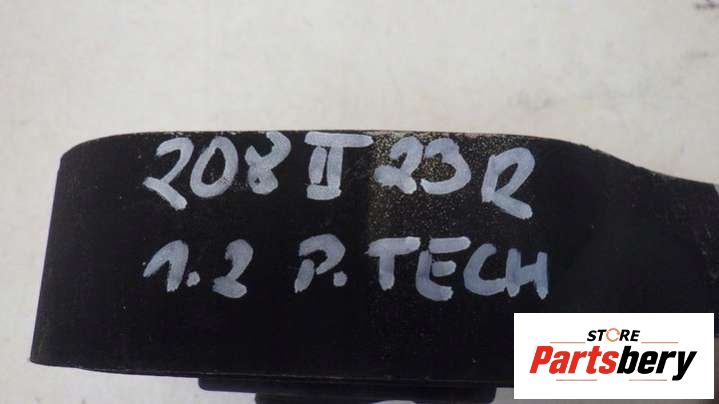 208 II 23R
1.2 P.TECH
STORE
Partsbery